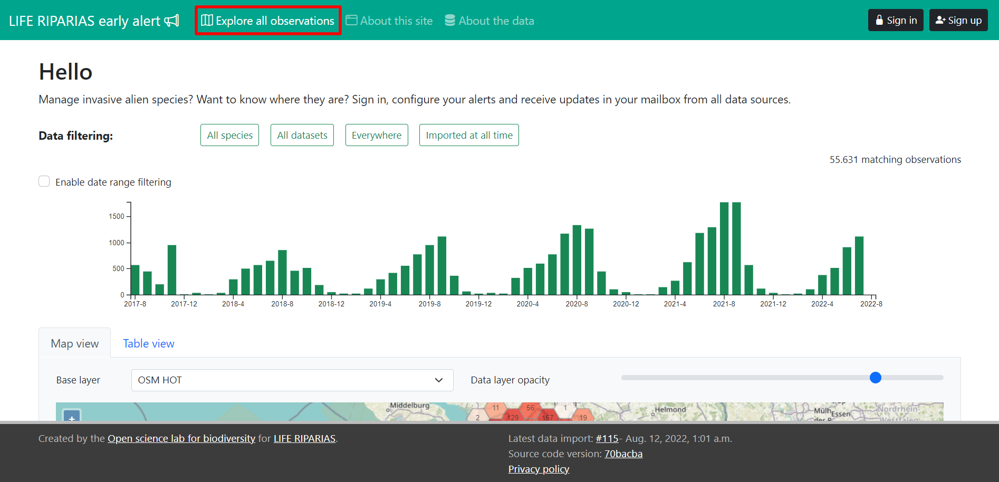 LIFE RIPARIAS early alert
Explore all observations
About this site
About the data
Sign in
Sign up
Hello
Manage invasive alien species? Want to know where they are? Sign in, configure your alerts and receive updates in your mailbox from all data sources.
Data filtering:
All species
All datasets
Everywhere
Imported at all time
55.631 matching observations
Enable date range filtering
1500
1000
500
0
2017-8
2017-12
2018-4
2018-8
2018-12
2019-4
2019-8
2019-12
2020-4
2020-8
2020-12
2021-4
2021-8
2021-12
2022-4
2022-8
Map view
Table view
Base layer
OSM HOT
Data layer opacity
+
Middelburg
11
56
1
2
129
157
19
Helmond
Mülh
Essen
Nordrhein-
Westfalen
Created by the Open science lab for biodiversity for LIFE RIPARIAS.
Latest data import: #115- Aug. 12, 2022, 1:01 a.m.
Source code version: 70bacba
Privacy policy